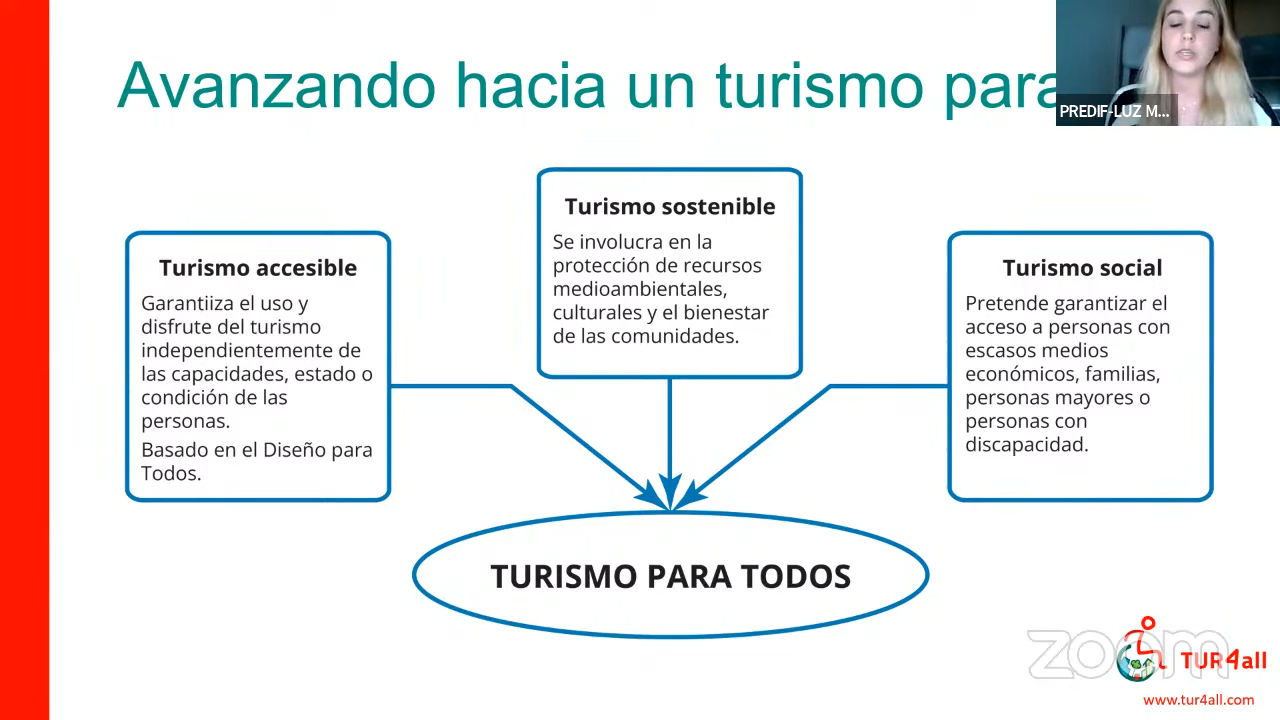 Avanzando hacia un turismo para
PREDIF-LUZ M...
Turismo accesible
Garantiiza el uso y
disfrute del turismo
independientemente de
las capacidades, estado o
condición de las
personas.
Basado en el Diseño para
Todos.
Turismo sostenible
Se involucra en la
protección de recursos
medioambientales,
culturales y el bienestar
de las comunidades.
Turismo social
Pretende garantizar el
acceso a personas con
escasos medios
económicos, familias,
personas mayores o
personas con
discapacidad.
TURISMO PARA TODOS
zoom
TUR4all
www.tur4all.com